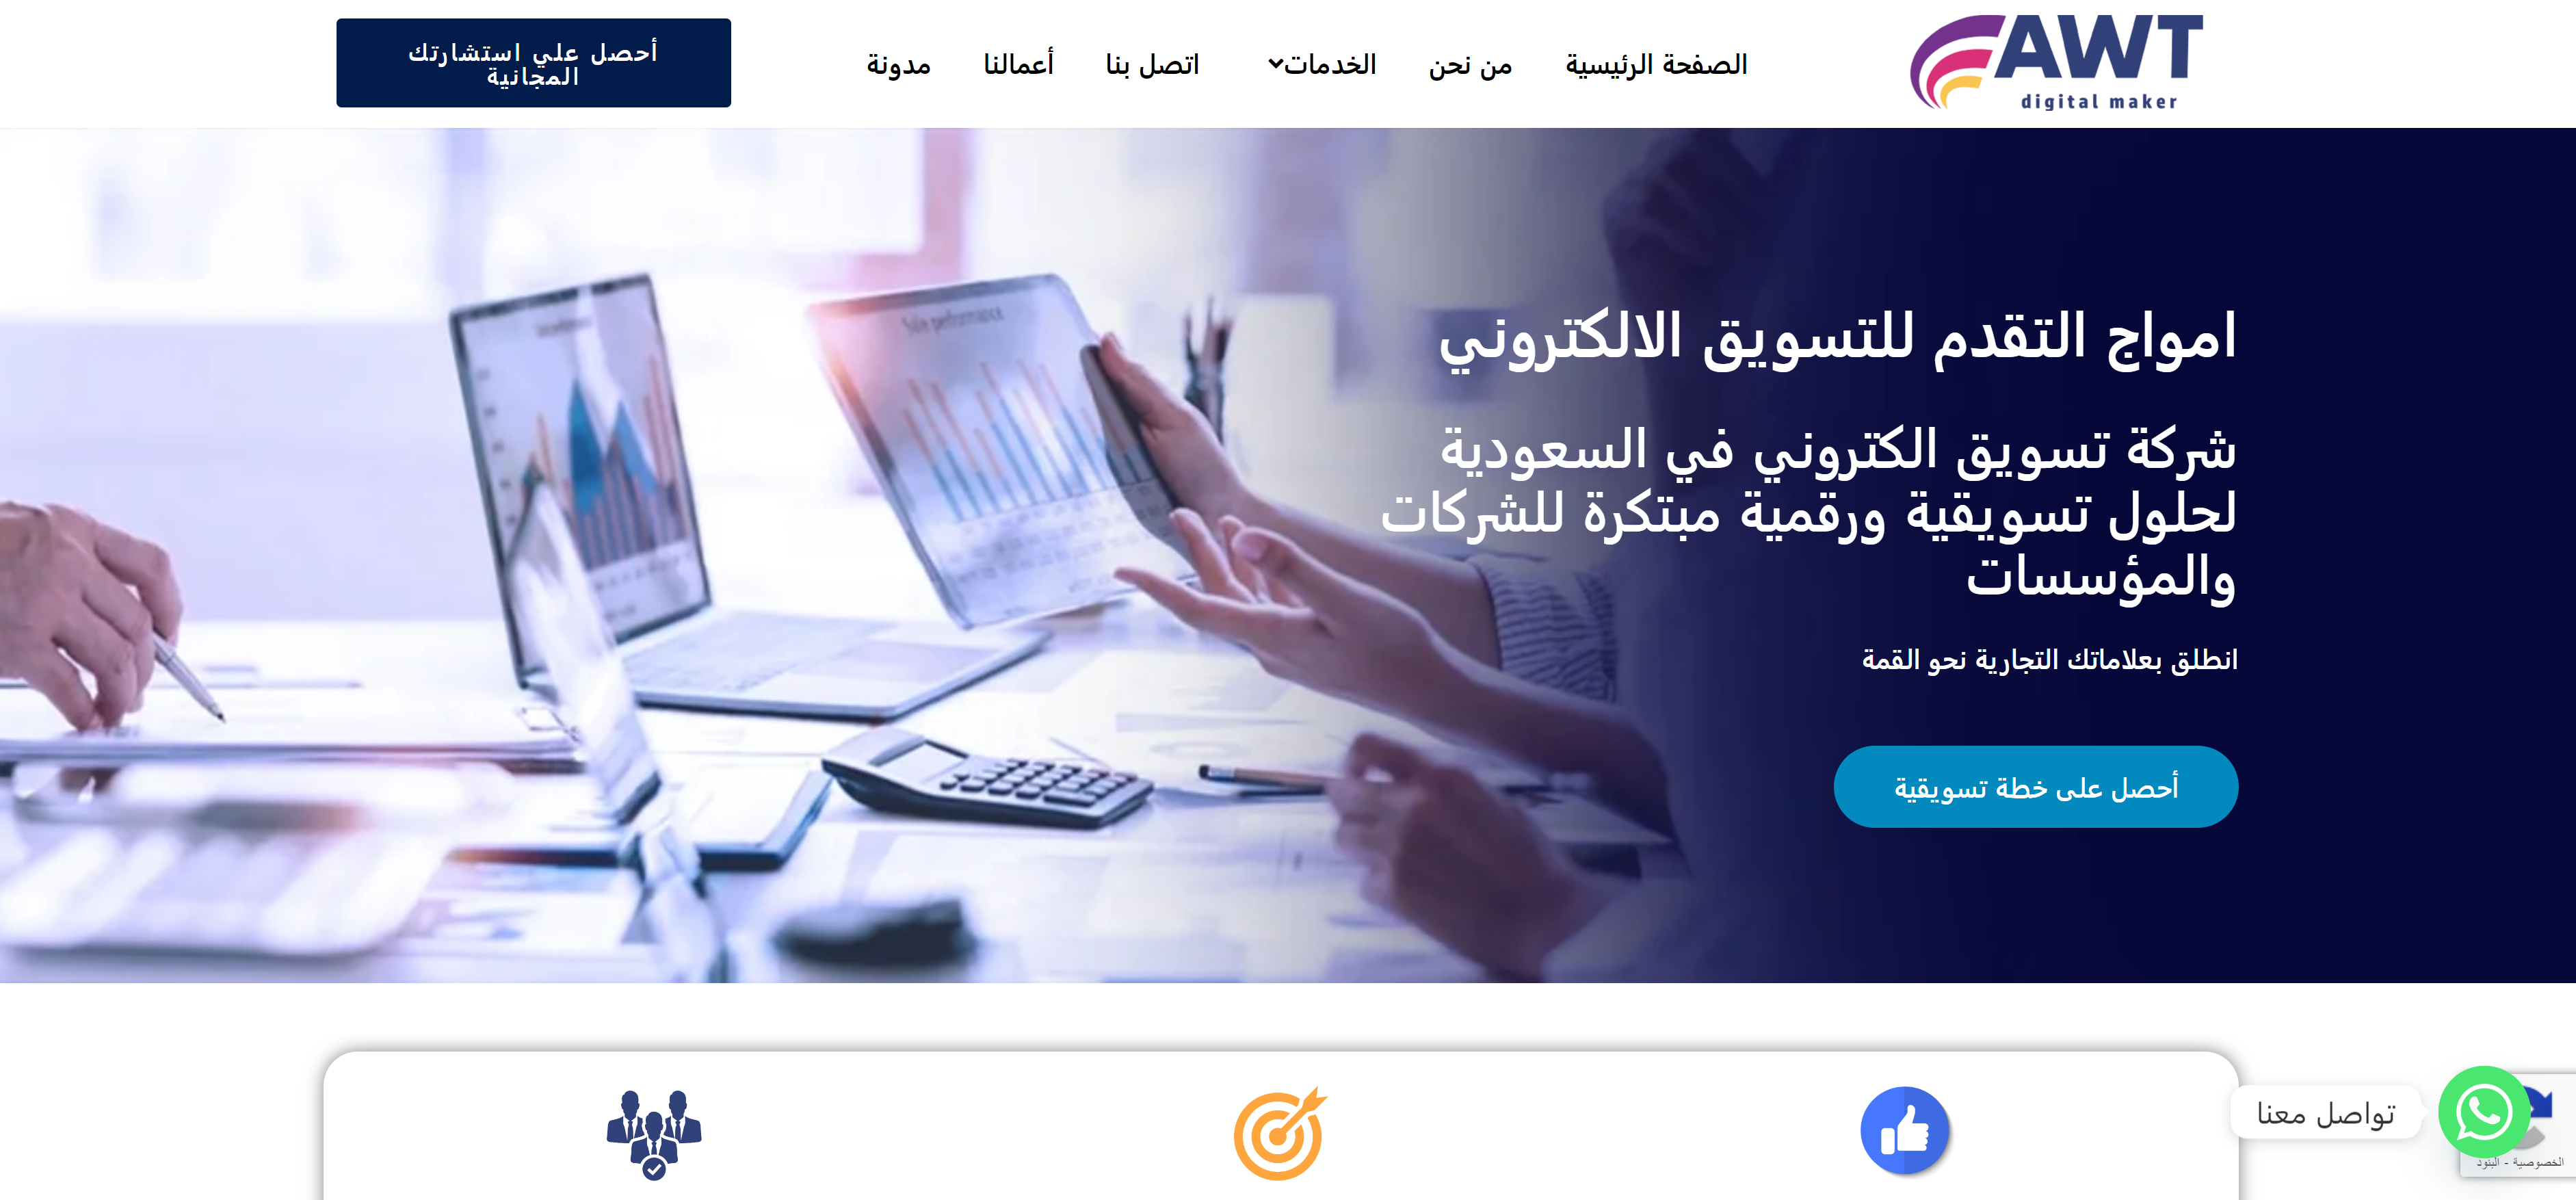 AWT
digital maker
الصفحة الرئيسية
من نحن
الخدمات
اتصل بنا
أعمالنا
مدونة
أحصل علي استشارتك
المجانية
Sale performance
امواج التقدم للتسويق الالكتروني
شركة تسويق الكتروني في السعودية
لحلول تسويقية ورقمية مبتكرة للشركات
والمؤسسات
انطلق بعلاماتك التجارية نحو القمة
أحصل على خطة تسويقية
تواصل معنا
الخصوصية - البنود